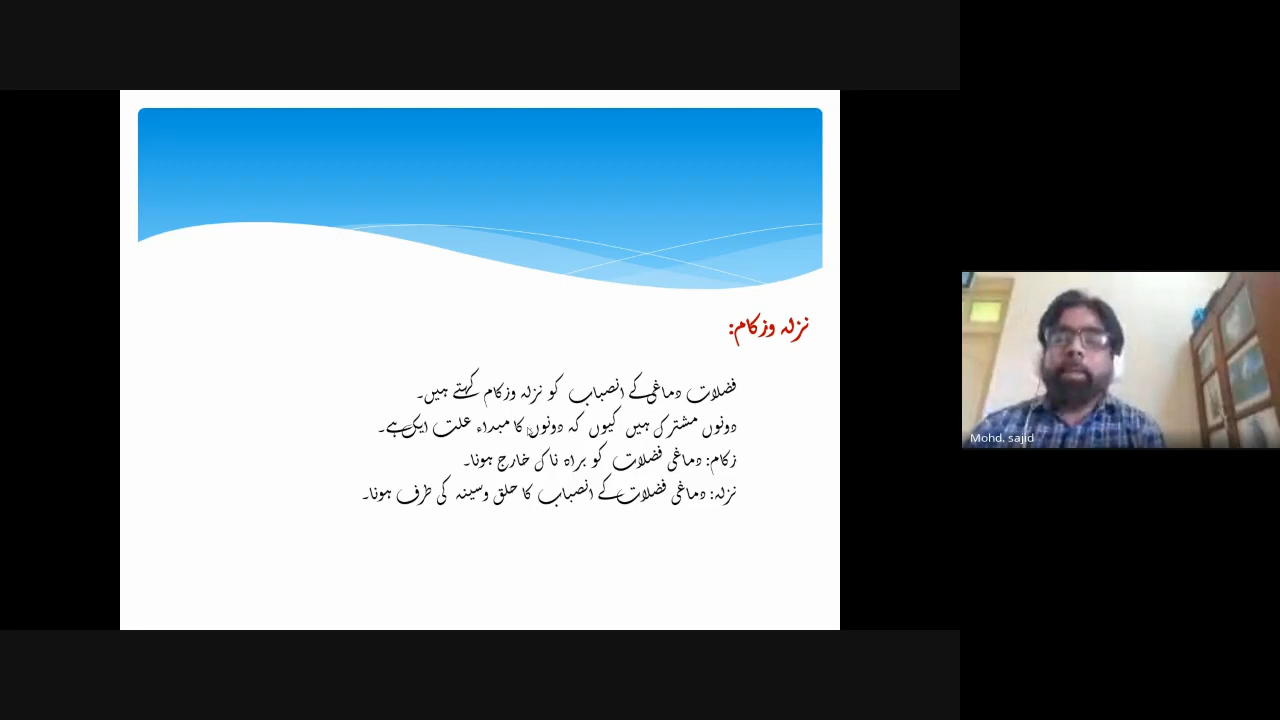 نزلہ وزکام:
فضلات دماغی کے انصباب کو نزلہ وزکام کہتے ہیں۔
دونوں مشترک ہیں کیوں کہ دونوں کا مبداء علت ایک ہے۔
زکام: دماغی فضلات کو براہ ناک خارج ہونا۔
نزلہ: دماغی فضلات کے انصباب کا حلق وسینہ کی طرف ہونا۔
Mohd. sajid